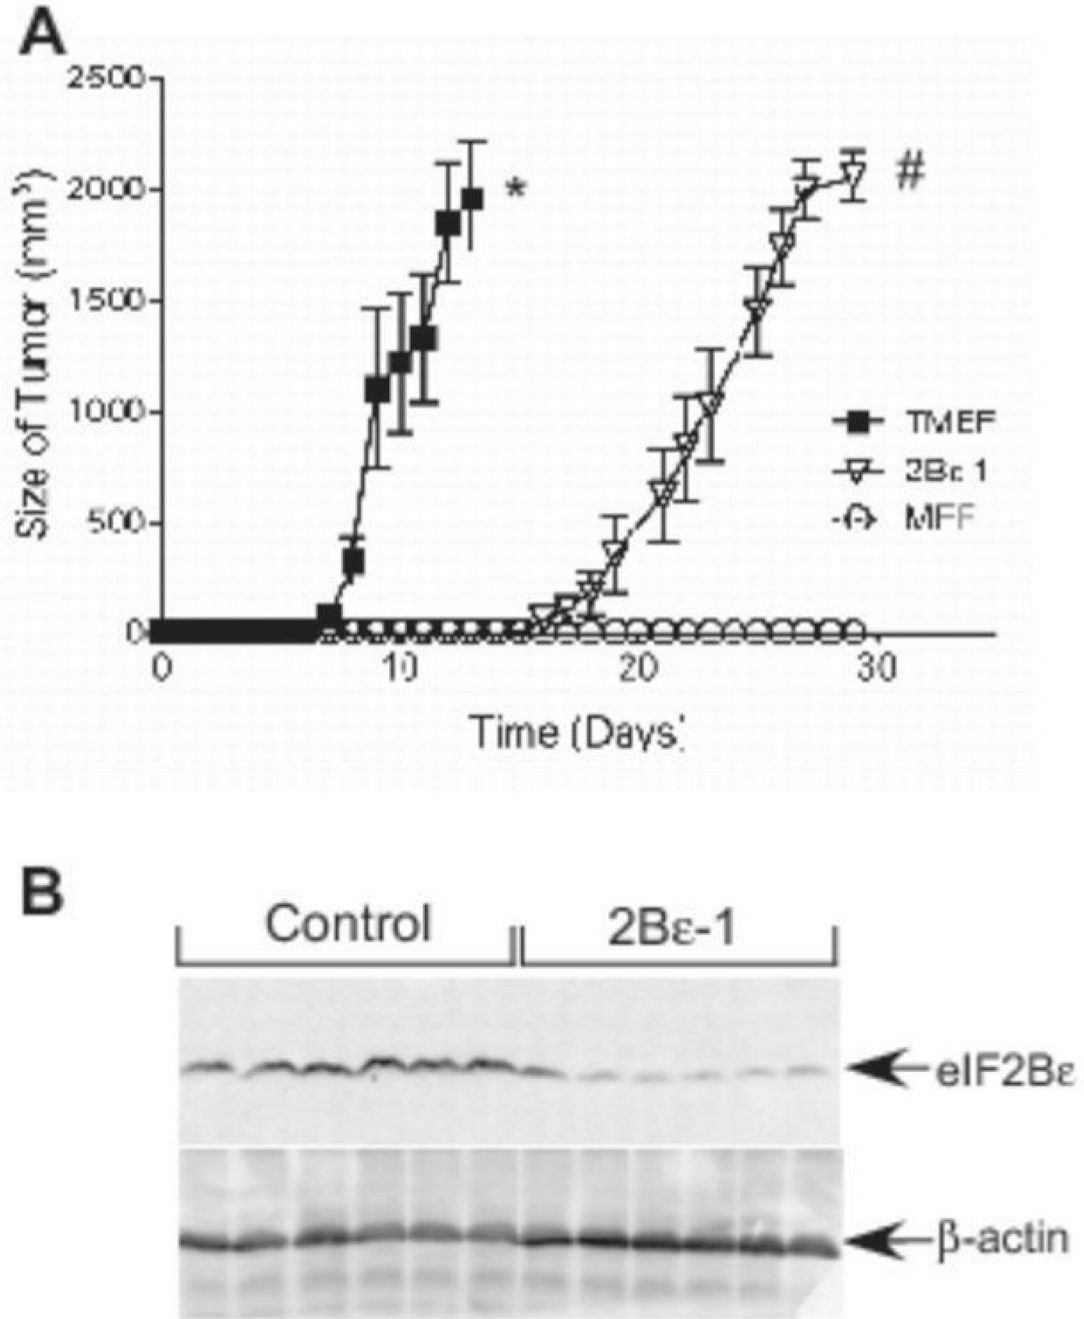 A
2500
2000
1500
1000
500
0
Size of Tumor (mm³)
*
#
TMEF
2Bε 1
MFF
0 10 20 30
Time (Days)
B
Control 2Bε-1
eIF2Bε
β-actin